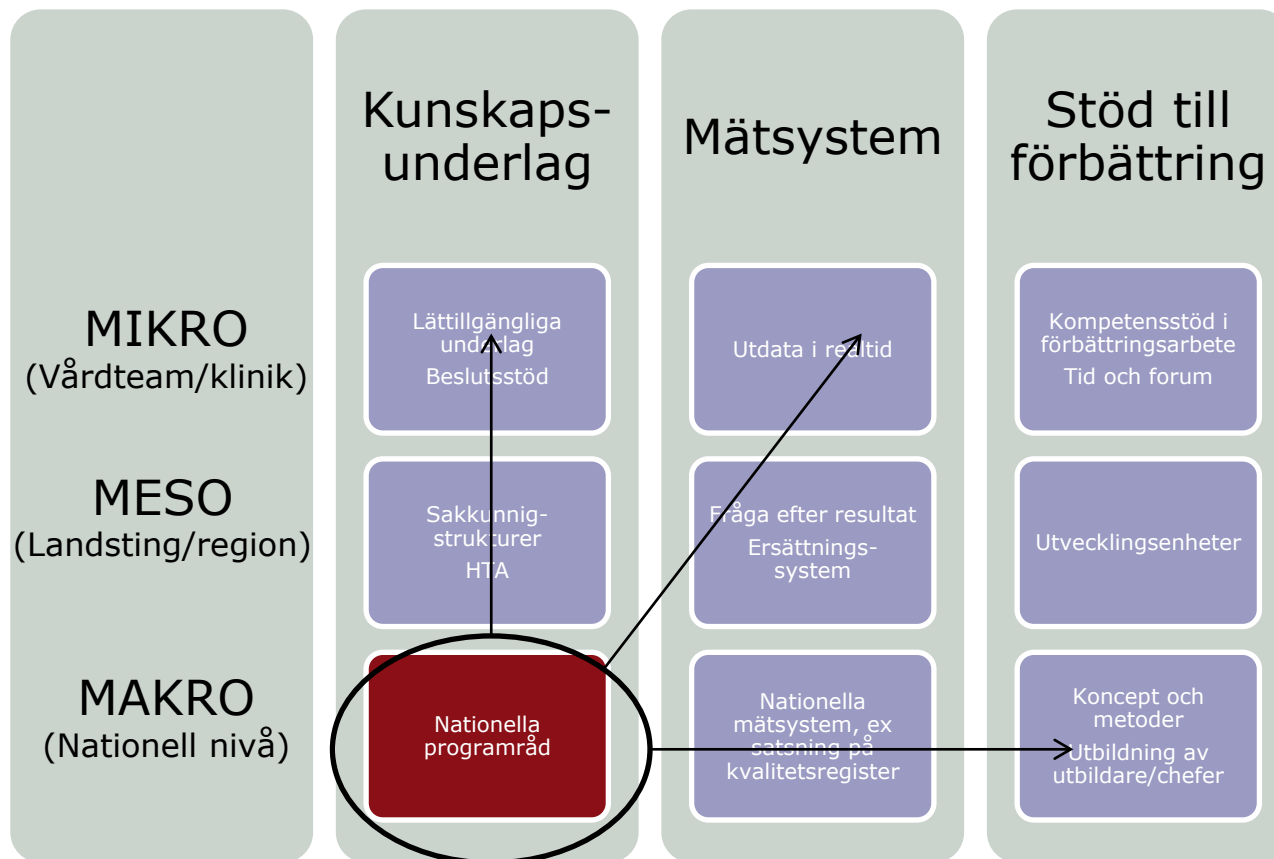 Kunskaps-
underlag
Mätsystem
Stöd till
förbättring
MIKRO
(Vårdteam/klinik)
Lättillgängliga
underlag
Beslutsstöd
Utdata i realtid
Kompetensstöd i
förbättringsarbete
Tid och forum
MESO
(Landsting/region)
Sakkunnig-
strukturer
HTA
Fråga efter resultat
Ersättnings-
system
Utvecklingsenheter
MAKRO
(Nationell nivå)
Nationella
programråd
Nationella
mätsystem, ex
satsning på
kvalitetsregister
Koncept och
metoder
Utbildning av
utbildare/chefer